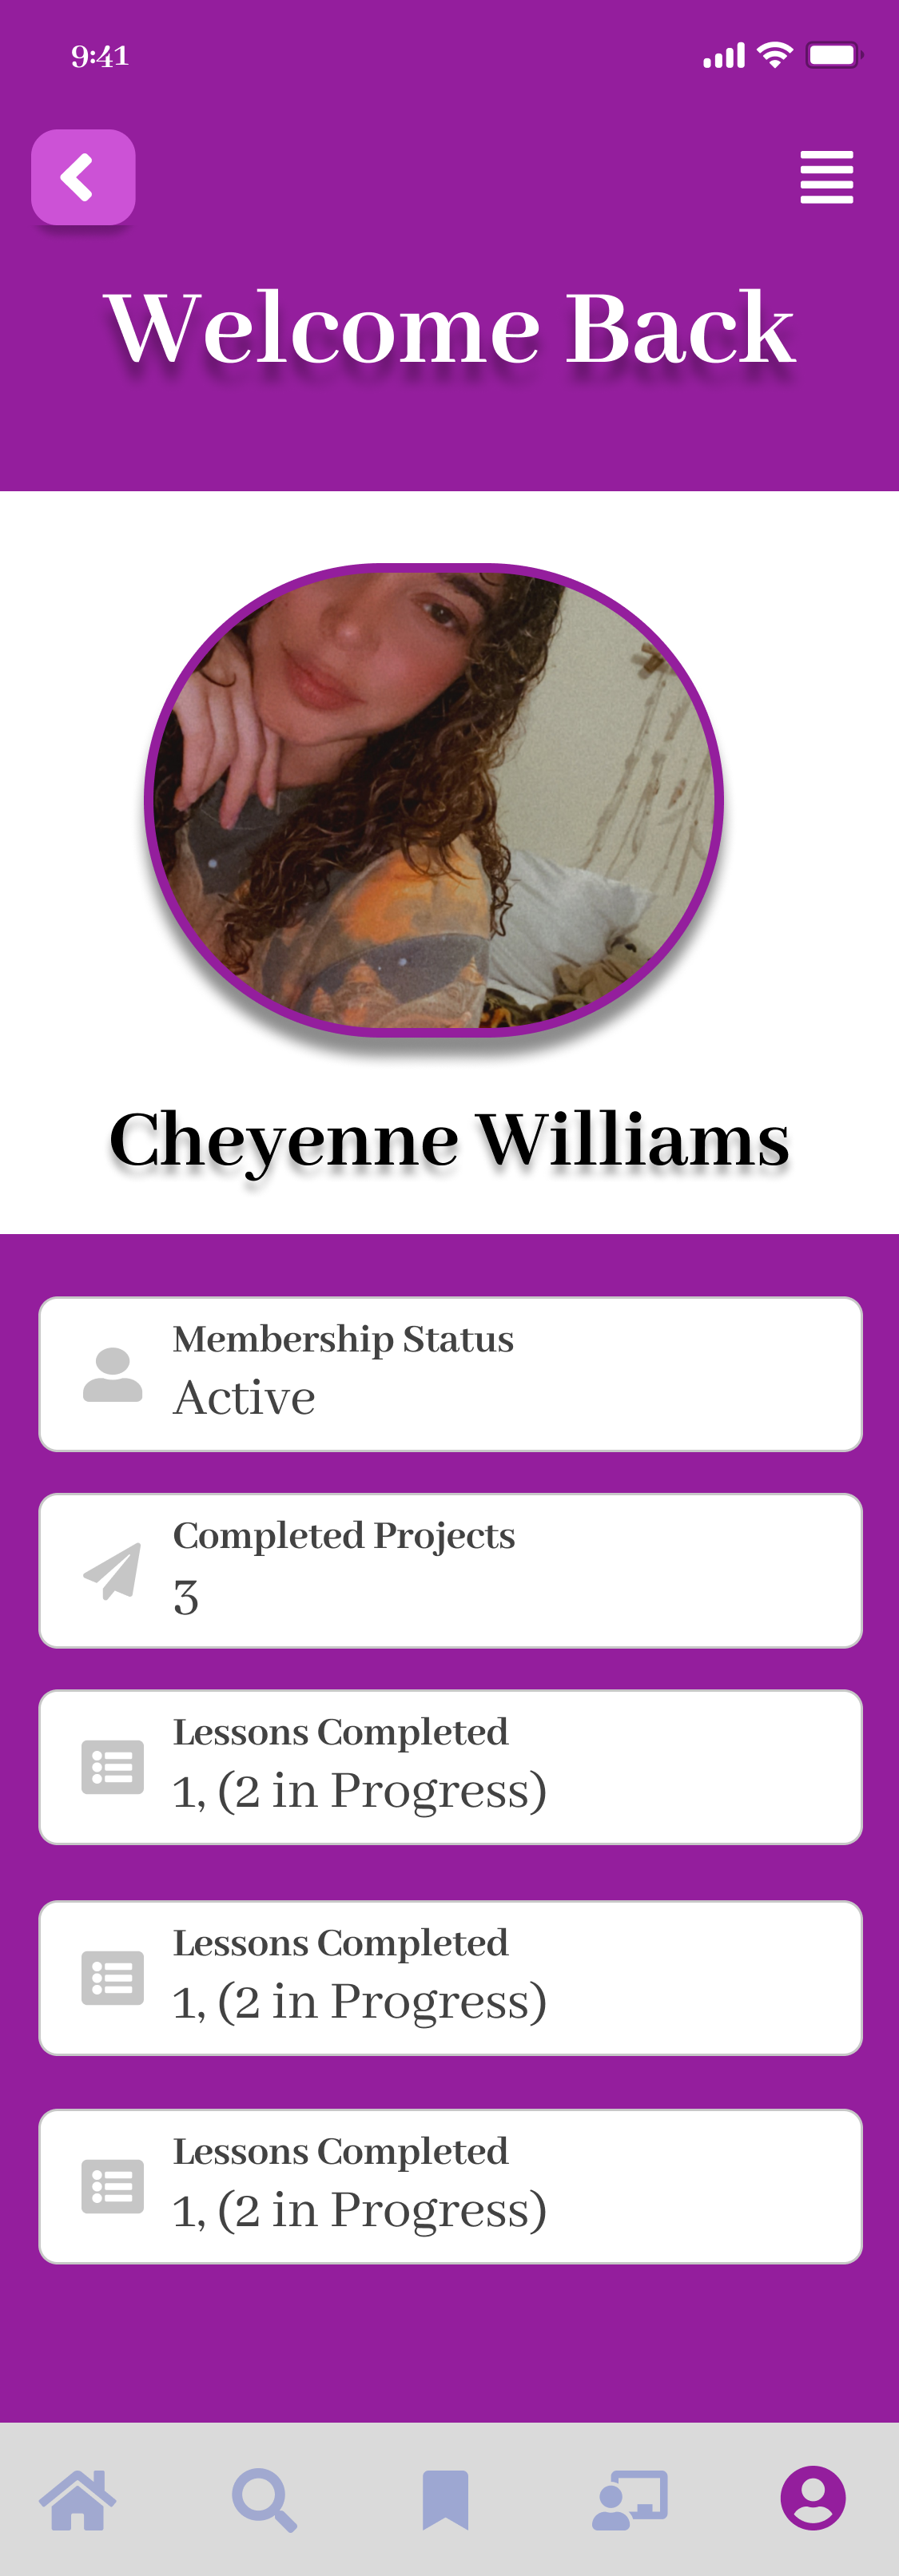 9:41
Welcome Back
Cheyenne Williams
Membership Status
Active
Completed Projects
3
Lessons Completed
1, (2 in Progress)
Lessons Completed
1, (2 in Progress)
Lessons Completed
1, (2 in Progress)